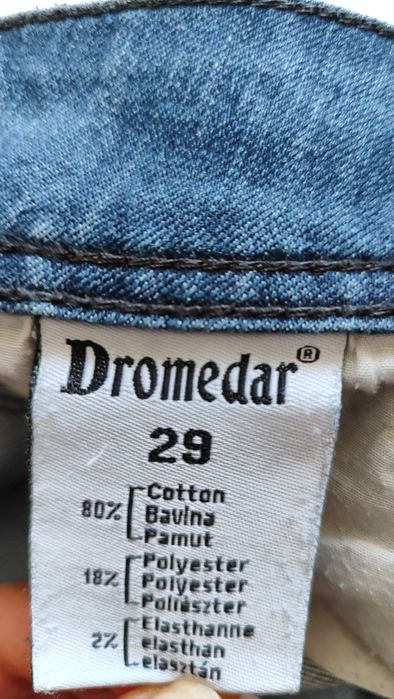 Dromedar®
29
80% Cotton
Bavlna
Pamut
18% Polyester
Polyester
Poliészter
2% Elasthanne
elasthan
elasztán